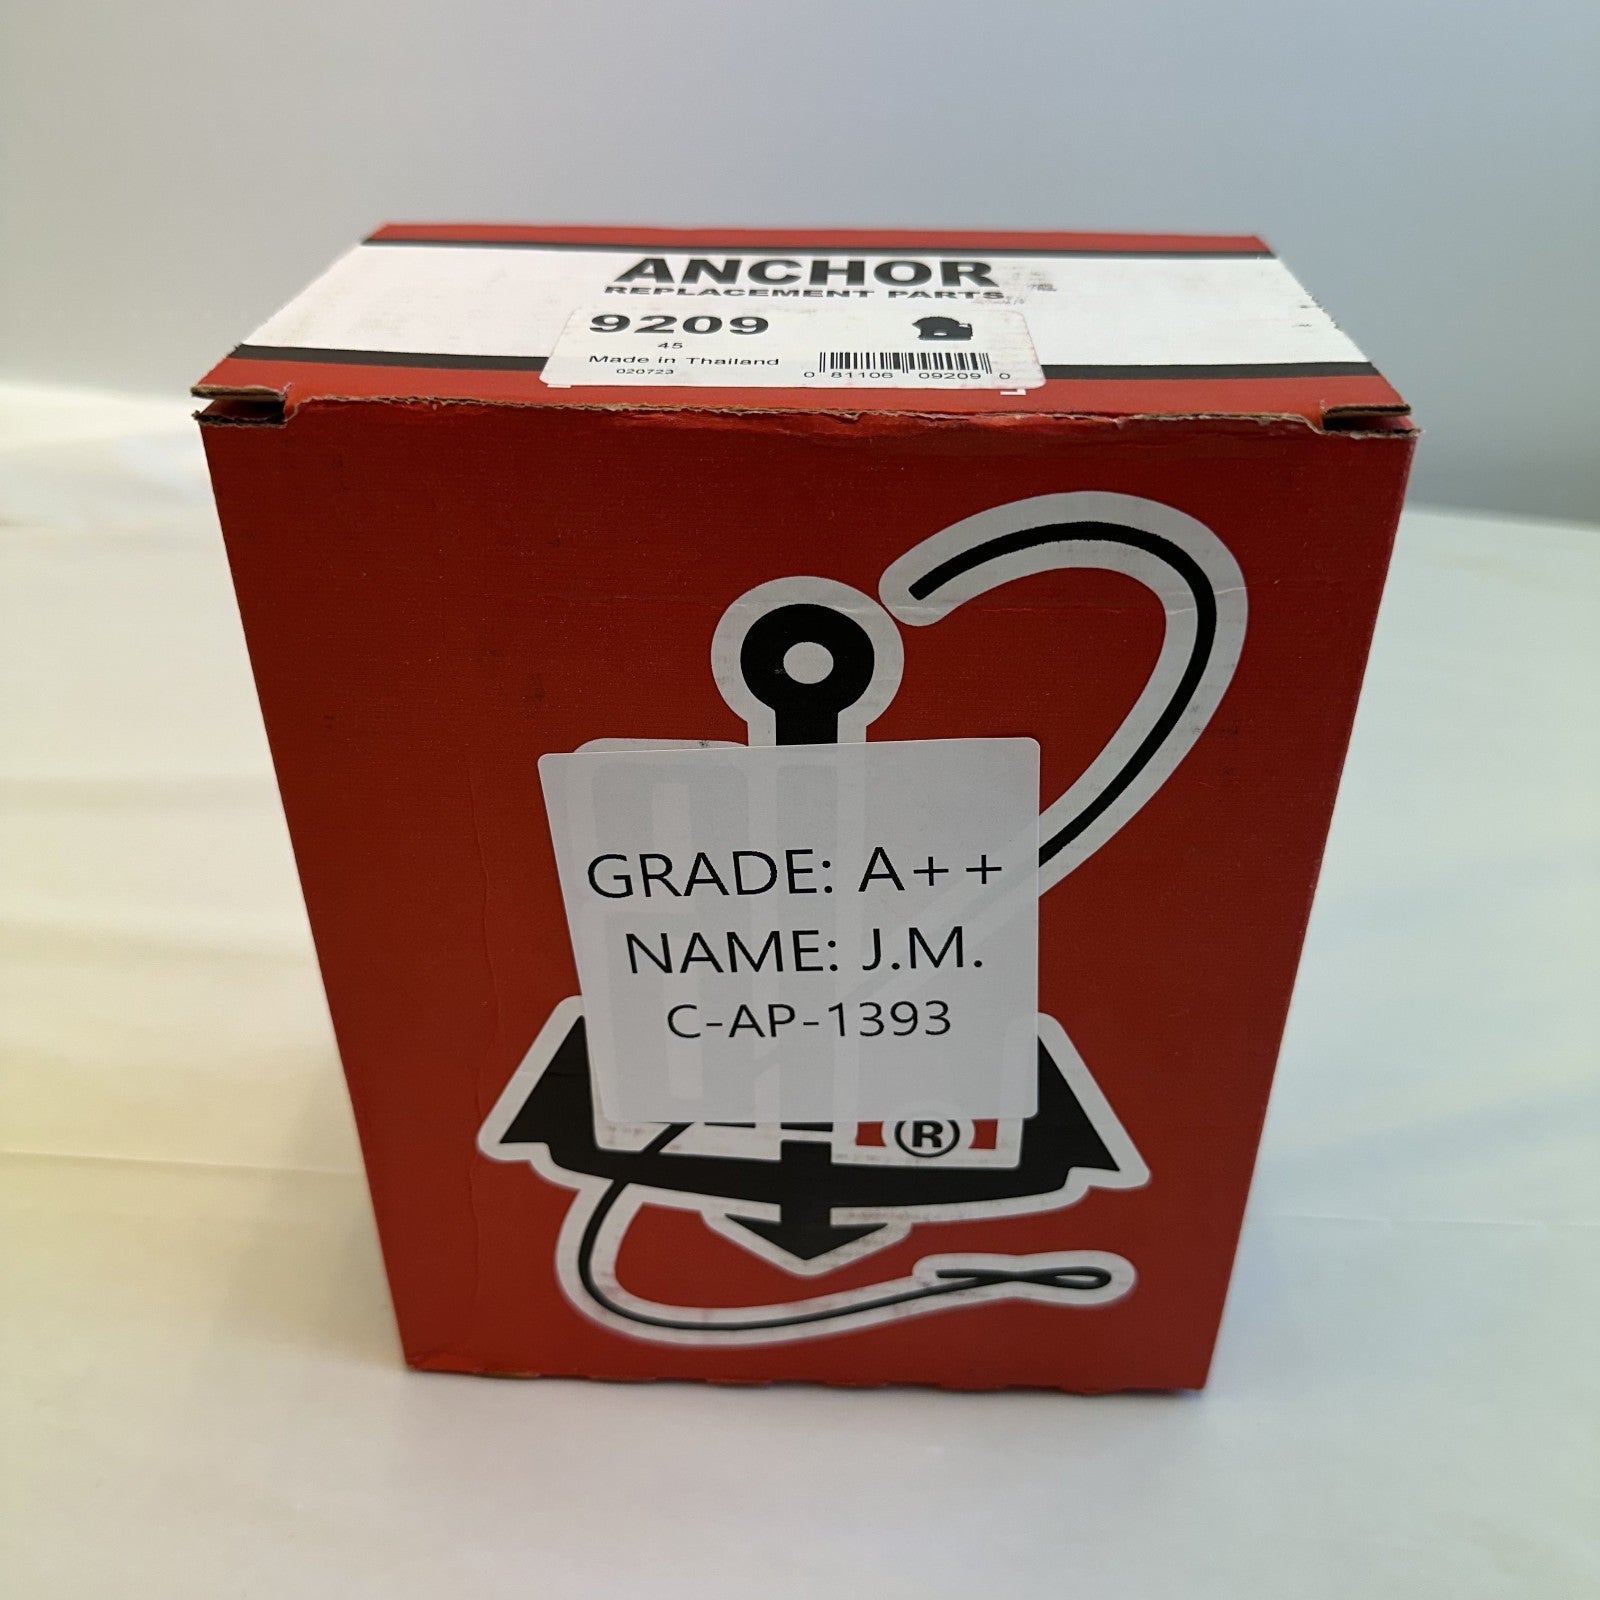 ANCHOR
REPLACEMENT PARTS
9209
45
Made in Thailand
020723
0 81106 09209 0
GRADE: A++
NAME: J.M.
C-AP-1393
®